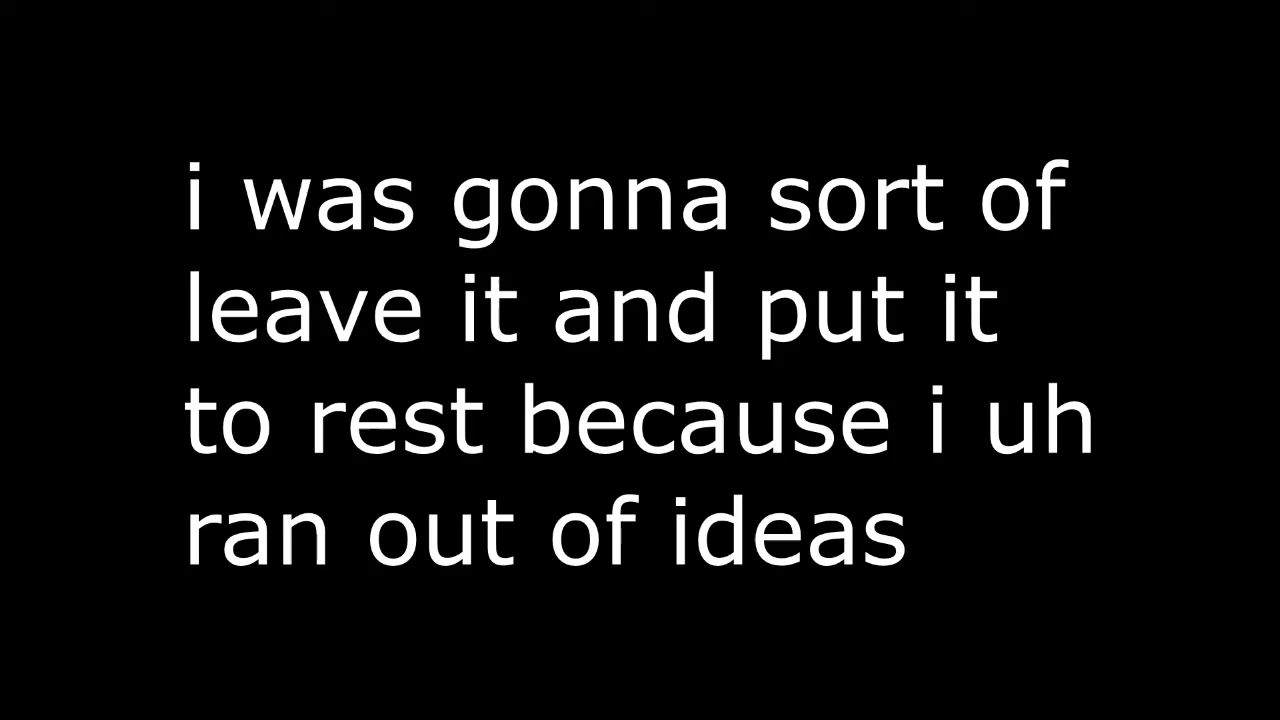 i was gonna sort of
leave it and put it
to rest because i uh
ran out of ideas